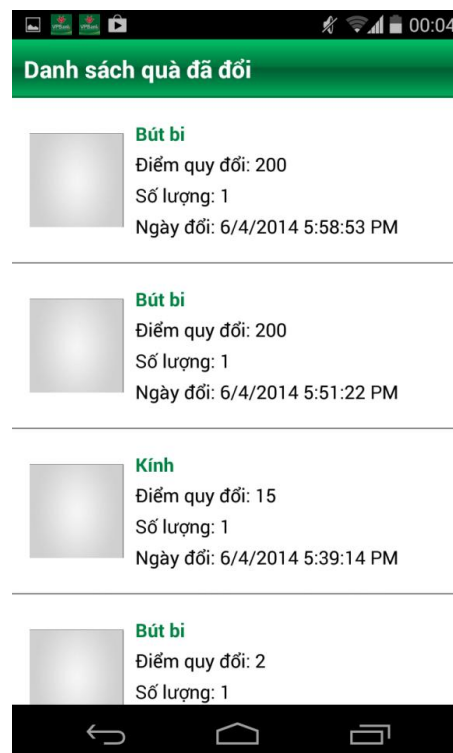 00:04
Danh sách quà đã đổi
Bút bi
Điểm quy đổi: 200
Số lượng: 1
Ngày đổi: 6/4/2014 5:58:53 PM
Bút bi
Điểm quy đổi: 200
Số lượng: 1
Ngày đổi: 6/4/2014 5:51:22 PM
Kính
Điểm quy đổi: 15
Số lượng: 1
Ngày đổi: 6/4/2014 5:39:14 PM
Bút bi
Điểm quy đổi: 2
Số lượng: 1